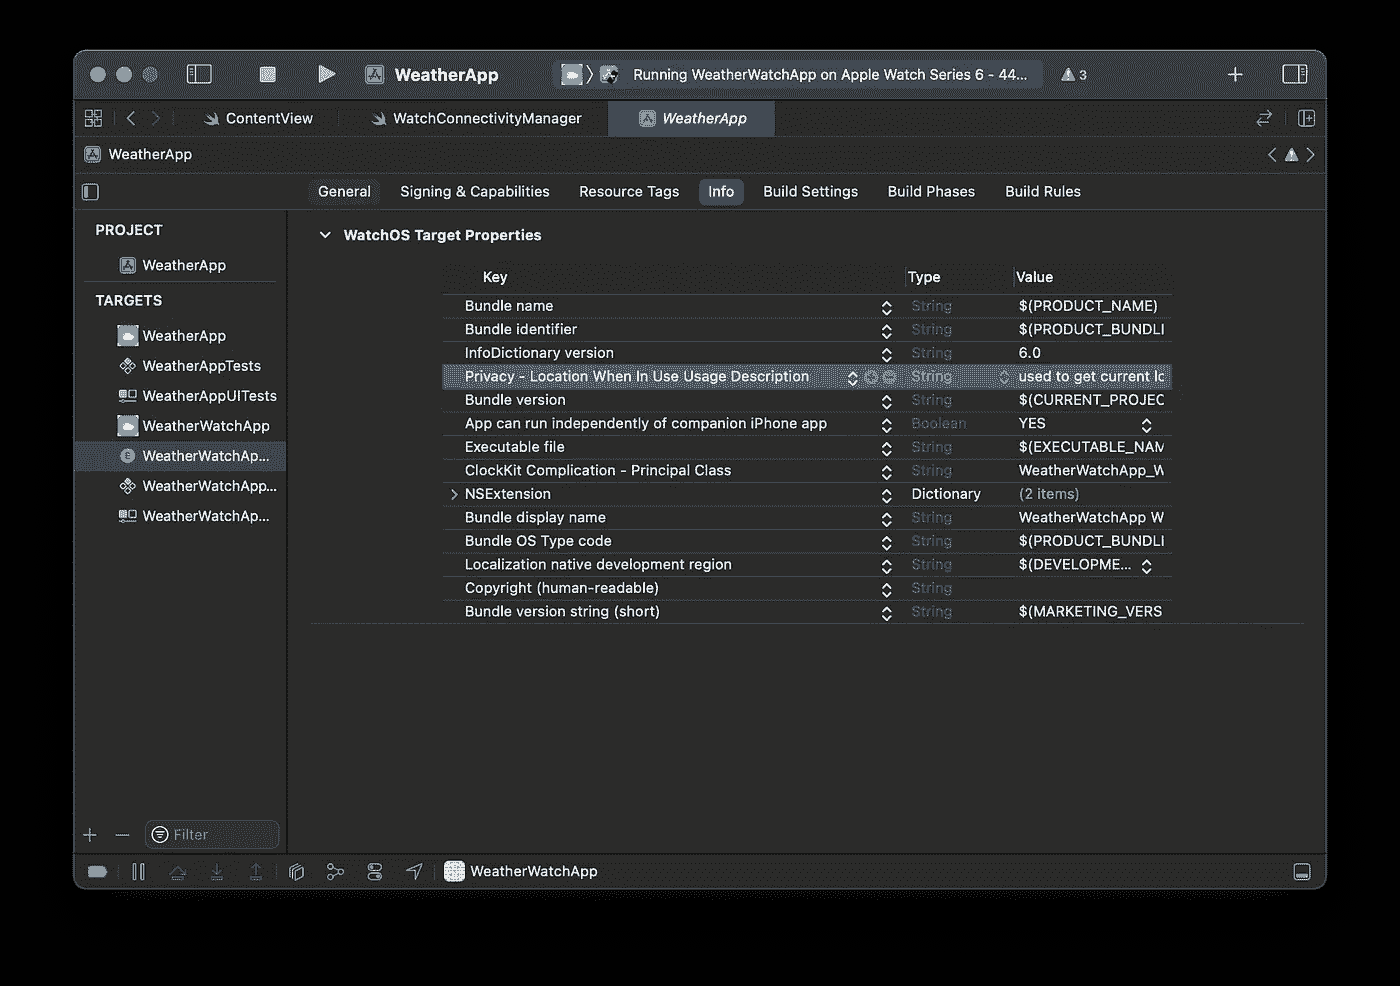 WeatherApp
Running WeatherWatchApp on Apple Watch Series 6 - 44...
3
ContentView
WatchConnectivityManager
WeatherApp
WeatherApp
General
Signing & Capabilities
Resource Tags
Info
Build Settings
Build Phases
Build Rules
PROJECT
WeatherApp
TARGETS
WeatherApp
WeatherAppTests
WeatherAppUITests
WeatherWatchApp
WeatherWatchAp...
WeatherWatchApp...
WeatherWatchAp...
WatchOS Target Properties
Key Type Value
Bundle name String $(PRODUCT_NAME)
Bundle identifier String $(PRODUCT_BUNDLI
InfoDictionary version String 6.0
Privacy - Location When In Use Usage Description String used to get current lc
Bundle version String $(CURRENT_PROJEC
App can run independently of companion iPhone app Boolean YES
Executable file String $(EXECUTABLE_NAM
ClockKit Complication - Principal Class String WeatherWatchApp_W
NSExtension Dictionary (2 items)
Bundle display name String WeatherWatchApp W
Bundle OS Type code String $(PRODUCT_BUNDLI
Localization native development region String $(DEVELOPME...
Copyright (human-readable) String
Bundle version string (short) String $(MARKETING_VERS
Filter
WeatherWatchApp